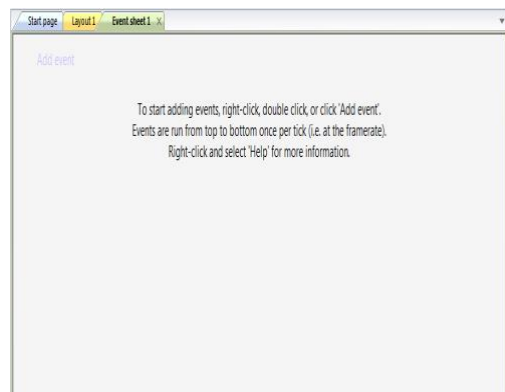 Start page Layout 1 Event sheet 1 X
Add event
To start adding events, right-click, double click, or click 'Add event'.
Events are run from top to bottom once per tick (i.e. at the framerate).
Right-click and select 'Help' for more information.